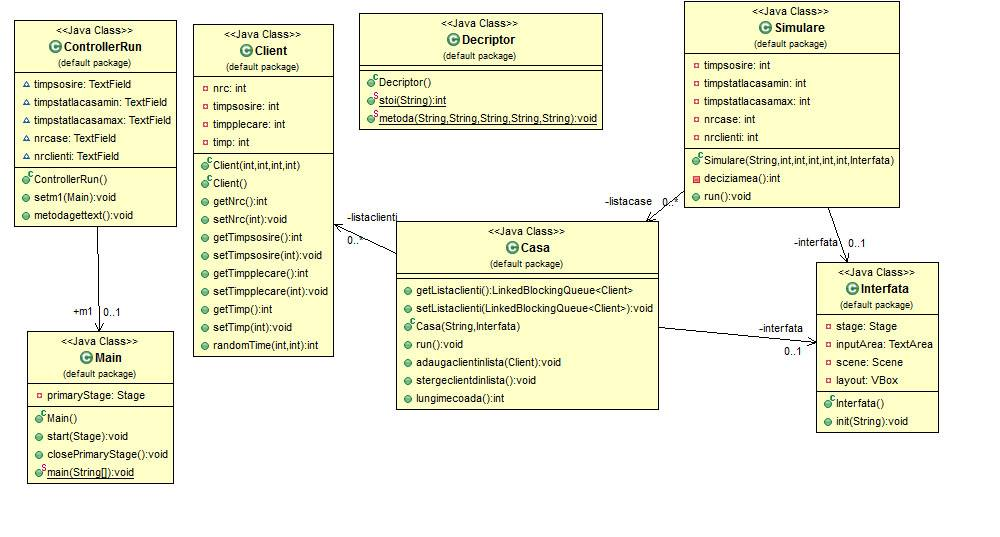 <<Java Class>>
ControllerRun
(default package)
timpsosire: TextField
timpstatlacasamin: TextField
timpstatlacasamax: TextField
nrcase: TextField
nrclienti: TextField
ControllerRun()
setm1(Main):void
metodagettext():void
+m1
0..1
<<Java Class>>
Main
(default package)
primaryStage: Stage
Main()
start(Stage):void
closePrimaryStage():void
main(String[]):void
<<Java Class>>
Client
(default package)
nrc: int
timpsosire: int
timpplecare: int
timp: int
Client(int,int,int,int)
Client()
getNrc():int
setNrc(int):void
getTimpsosire():int
setTimpsosire(int):void
getTimpplecare():int
setTimpplecare(int):void
getTimp():int
setTimp(int):void
randomTime(int,int):int
<<Java Class>>
Decriptor
(default package)
Decriptor()
stoi(String):int
metoda(String,String,String,String,String):void
-listaclienti
0..*
<<Java Class>>
Casa
(default package)
getListaclienti():LinkedBlockingQueue<Client>
setListaclienti(LinkedBlockingQueue<Client>):void
Casa(String,Interfata)
run():void
adaugaclientinlista(Client):void
stergeclientdinlista():void
lungimecoada():int
<<Java Class>>
Simulare
(default package)
timpsosire: int
timpstatlacasamin: int
timpstatlacasamax: int
nrcase: int
nrclienti: int
Simulare(String,int,int,int,int,int,Interfata)
deciziamea():int
run():void
-listacase
0..*
-interfata
0..1
-interfata
0..1
<<Java Class>>
Interfata
(default package)
stage: Stage
inputArea: TextArea
scene: Scene
layout: VBox
Interfata()
init(String):void